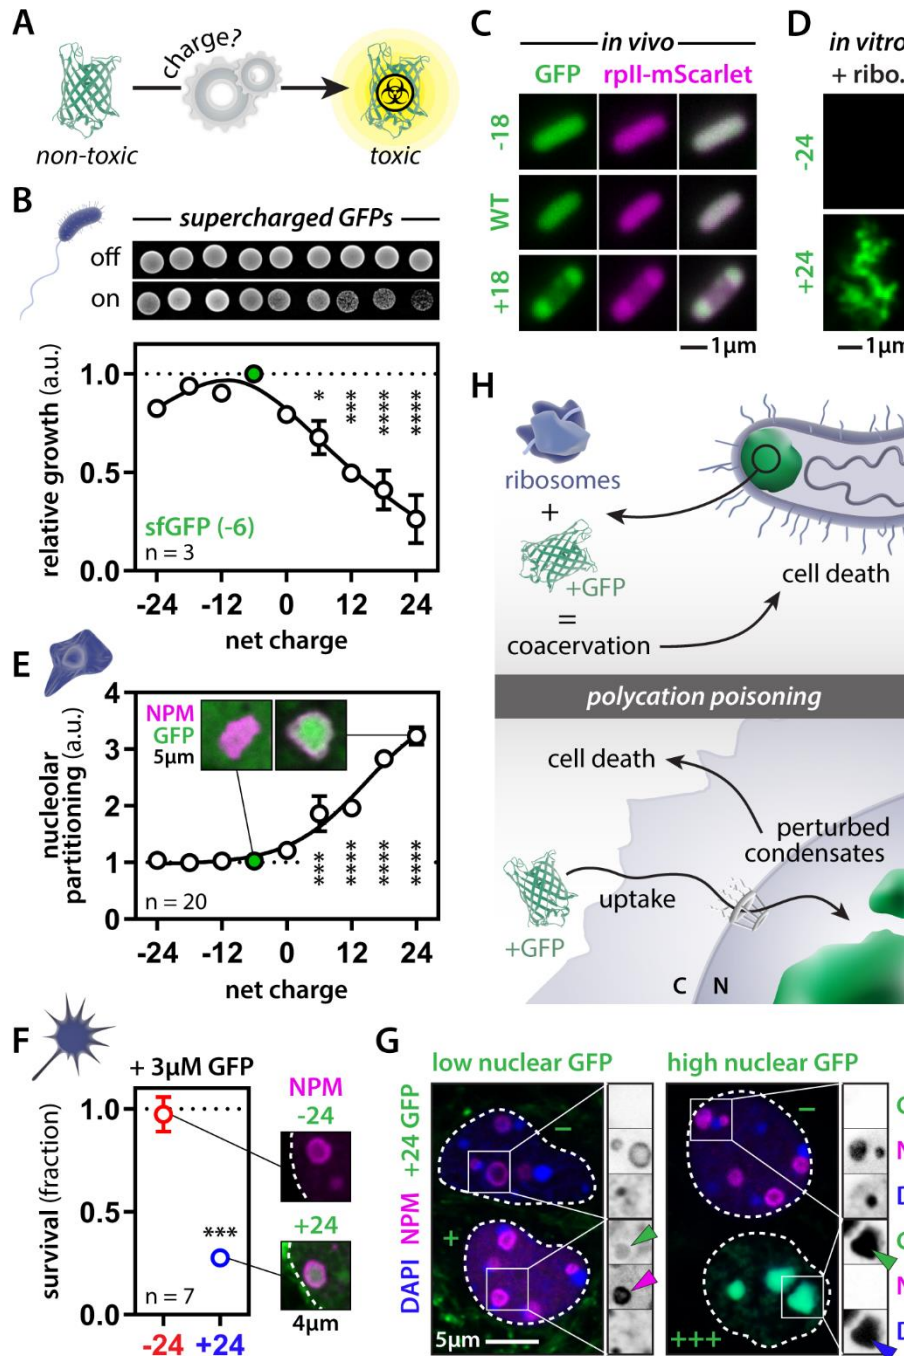 A
charge?
non-toxic
toxic
B
supercharged GFPs
off
on
relative growth (a.u.)
1.0
0.5
0.0
* *** **** ****
sfGFP (-6)
n = 3
-24 -12 0 12 24
net charge
C
in vivo
GFP rpII-mScarlet
-18
WT
+18
1µm
D
in vitro
+ ribo.
-24
+24
1µm
E
nucleolar
partitioning (a.u.)
4
3
2
1
0
NPM
GFP
5µm
*** **** **** ****
n = 20
-24 -12 0 12 24
net charge
F
+ 3µM GFP
survival (fraction)
1.0
0.5
0.0
***
n = 7
-24 +24
NPM
-24
+24
4µm
H
ribosomes
+
+GFP
=
coacervation
cell death
polycation poisoning
cell death
perturbed
condensates
uptake
+GFP
C N
G
low nuclear GFP high nuclear GFP
DAPI NPM +24 GFP
–
+
5µm
–
+++
G
N
D
G
N
D